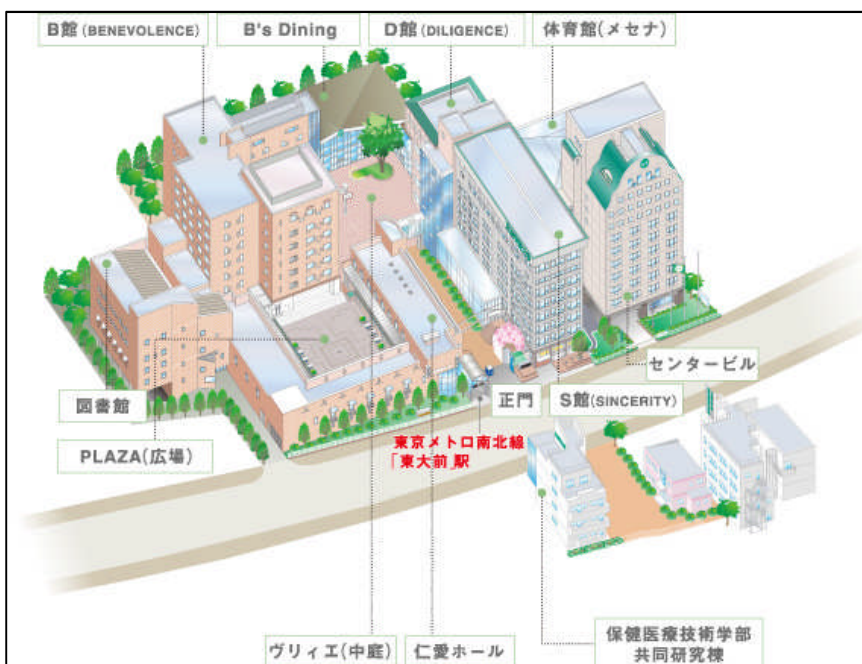 B館(BENEVOLENCE)
B's Dining
D館(DILIGENCE)
体育館(メセナ)
センタービル
図書館
正門
S館(SINCERITY)
PLAZA(広場)
東京メトロ南北線
「東大前」駅
ヴリィエ(中庭)
仁愛ホール
保健医療技術学部
共同研究棟